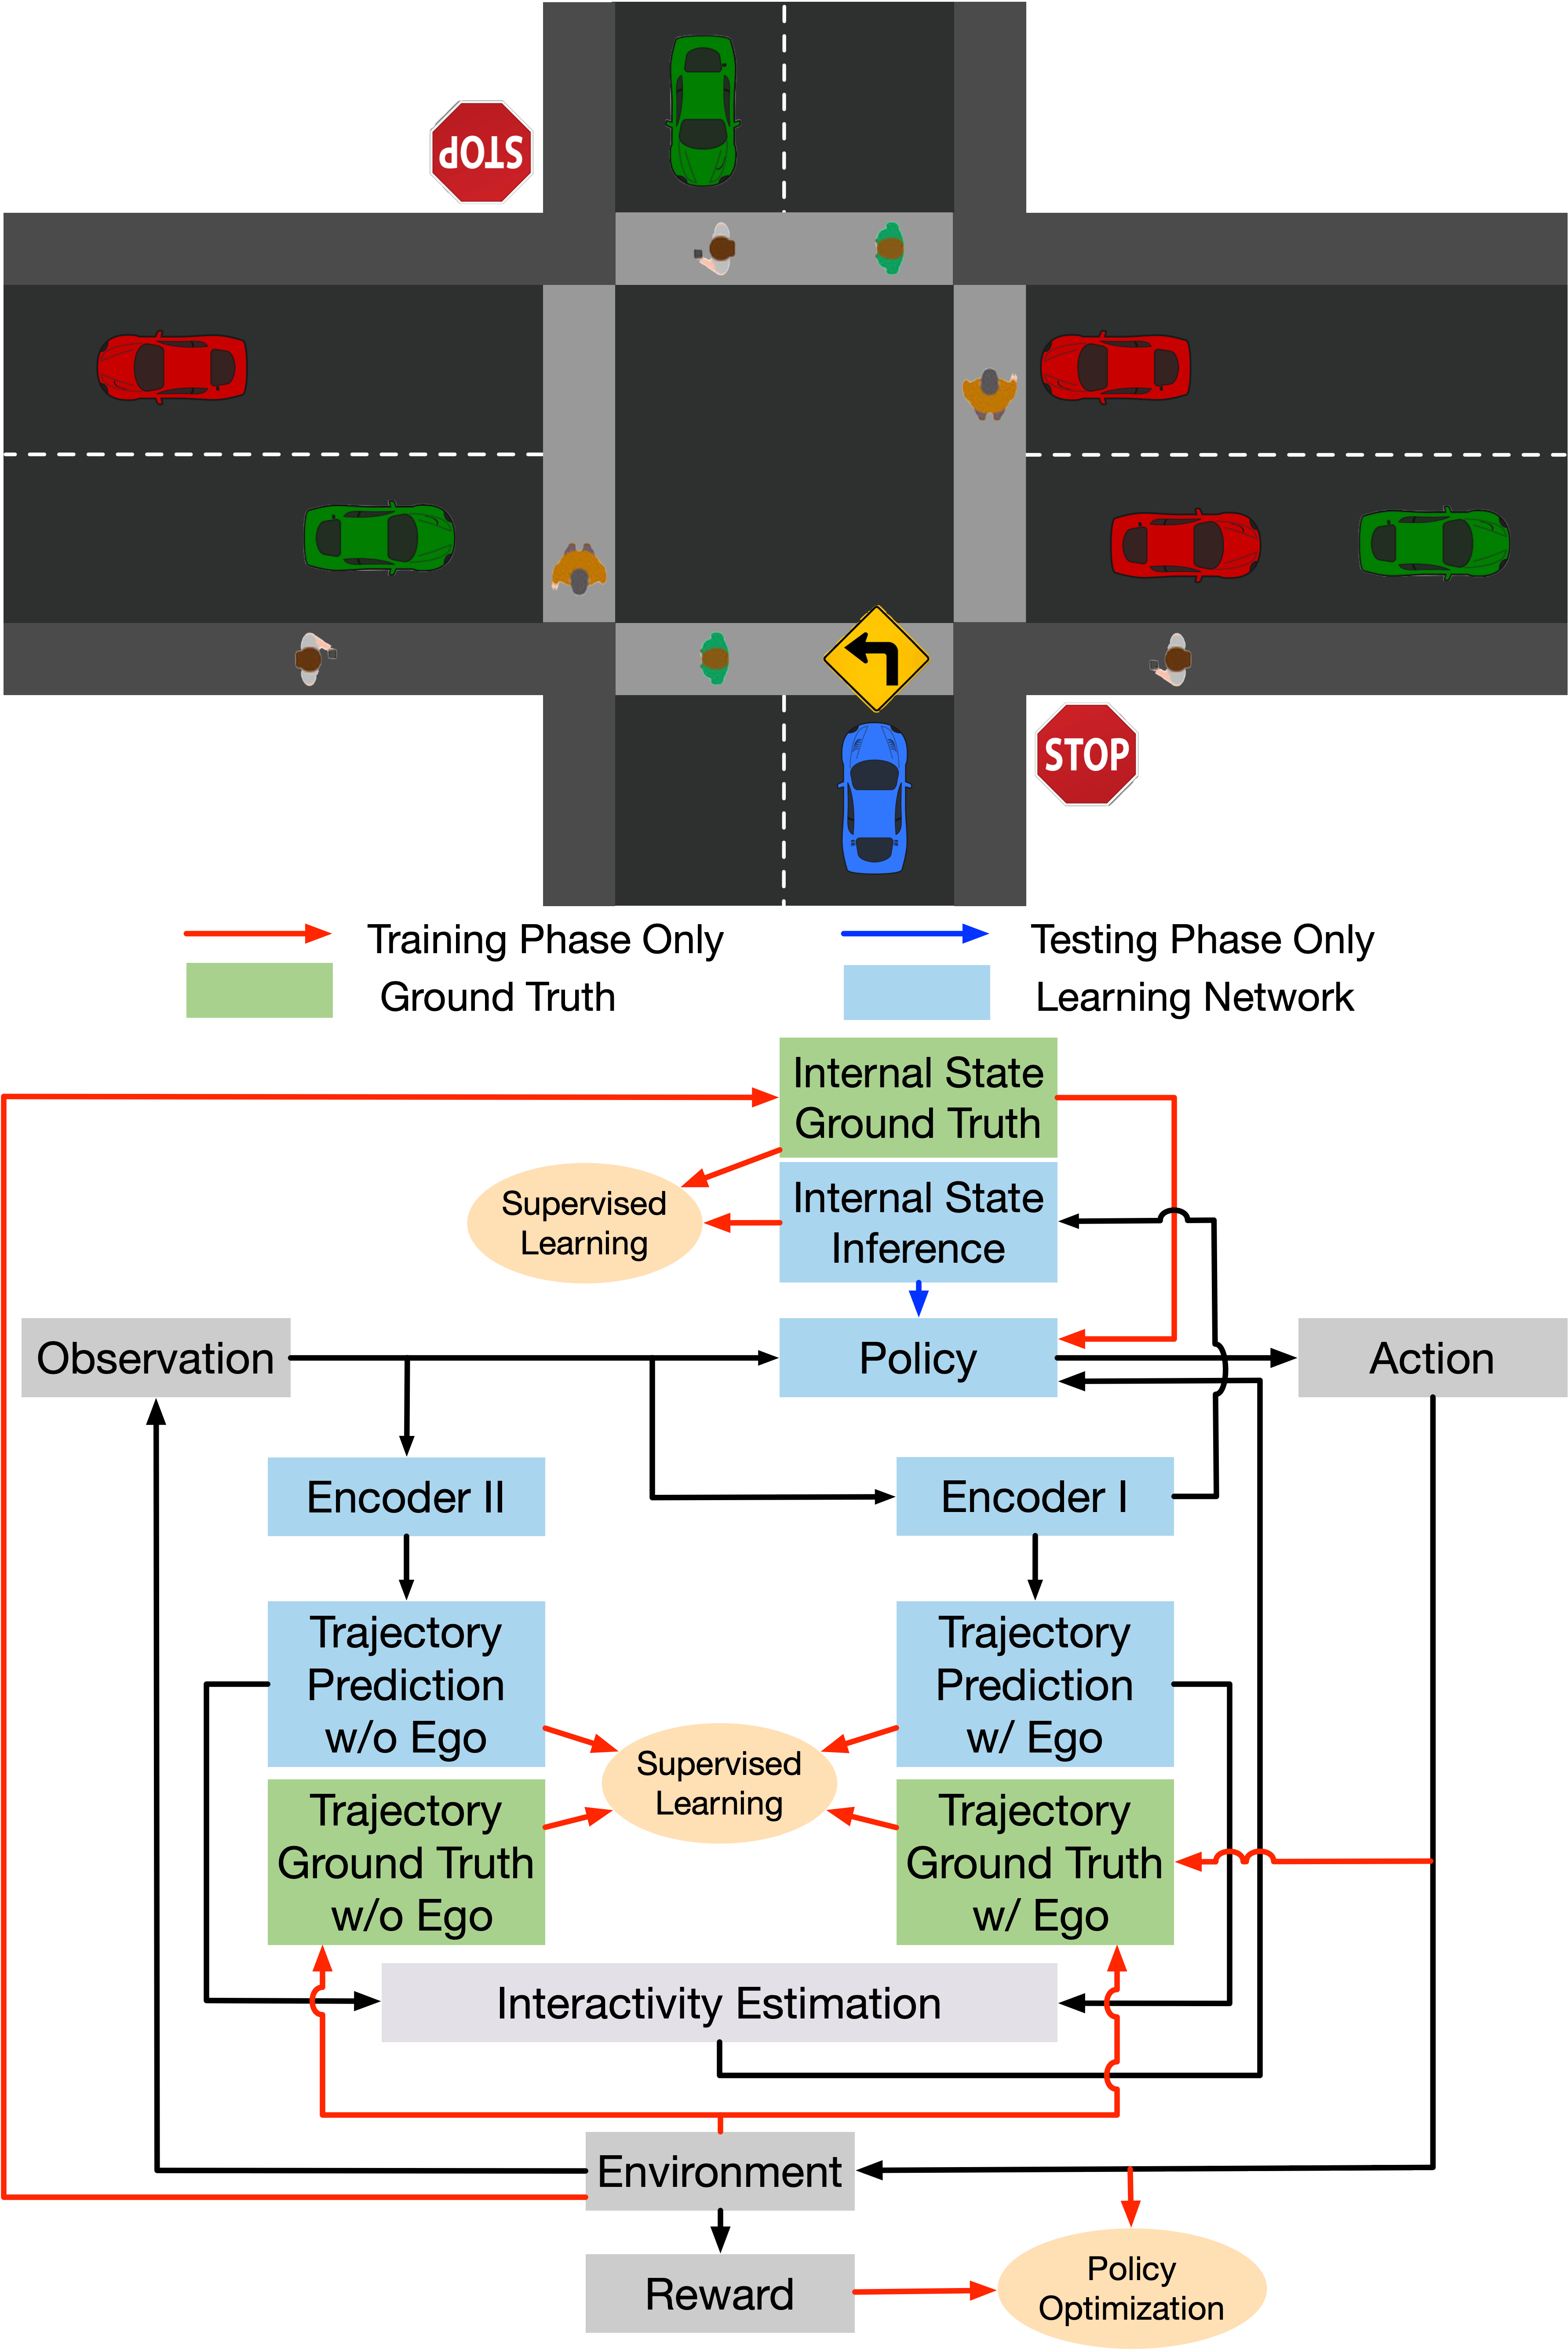 STOP
STOP
Training Phase Only
Testing Phase Only
Ground Truth
Learning Network
Internal State
Ground Truth
Supervised
Learning
Internal State
Inference
Observation
Policy
Action
Encoder II
Encoder I
Trajectory
Prediction
w/o Ego
Trajectory
Prediction
w/ Ego
Supervised
Learning
Trajectory
Ground Truth
w/o Ego
Trajectory
Ground Truth
w/ Ego
Interactivity Estimation
Environment
Reward
Policy
Optimization